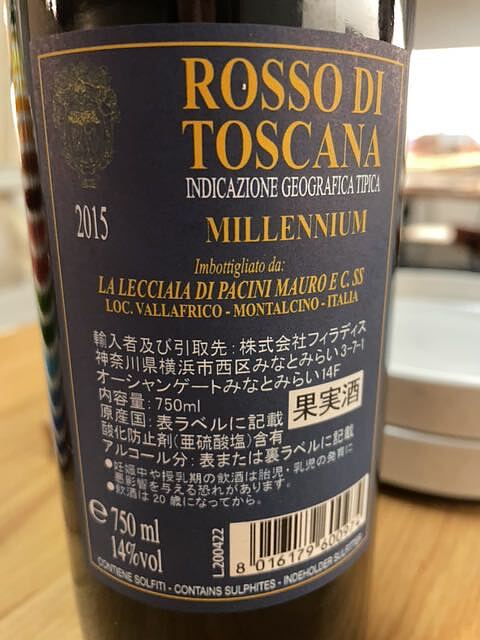 ROSSO DI
TOSCANA
INDICAZIONE GEOGRAFICA TIPICA
2015
MILLENNIUM
Imbottigliato da:
LA LECCIAIA DI PACINI MAURO E C. SS
LOC. VALLAFRICO - MONTALCINO - ITALIA
輸入者及び引取先：株式会社フィラディス
神奈川県横浜市西区みなとみらい3-7-1
オーシャンゲートみなとみらい14F
内容量：750ml
原産国：表ラベルに記載
果実酒
酸化防止剤(亜硫酸塩)含有
アルコール分：表または裏ラベルに記載
●妊娠中や授乳期の飲酒は胎児・乳児の発育に
悪影響を与える恐れがあります。
●飲酒は20歳になってから。
e 750 ml
14%vol
L.200422
8 016179 600974
CONTIENE SOLFITI - CONTAINS SULPHITES - INDEHOLDER SULFITTER